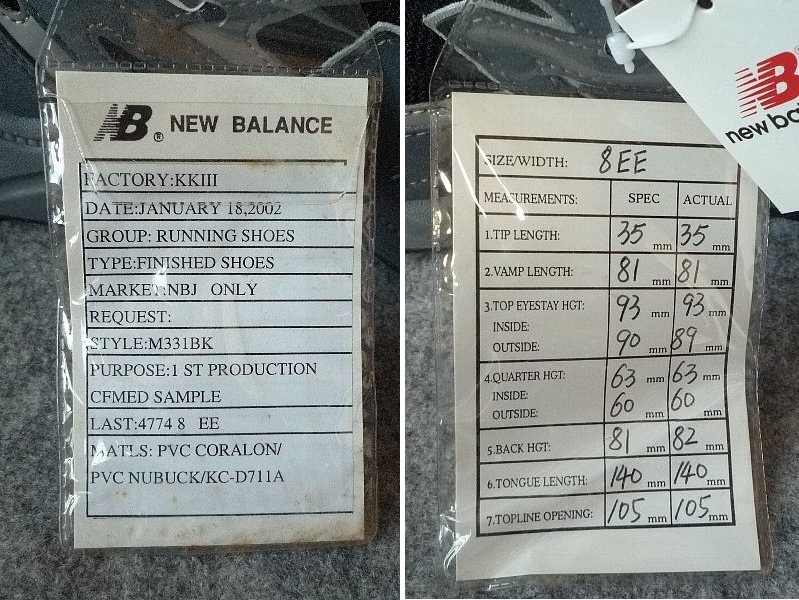 NB® NEW BALANCE
FACTORY:KKIII
DATE:JANUARY 18,2002
GROUP: RUNNING SHOES
TYPE:FINISHED SHOES
MARKET:NBJ ONLY
REQUEST:
STYLE:M331BK
PURPOSE:1 ST PRODUCTION
CFMED SAMPLE
LAST:4774 8 EE
MATLS: PVC CORALON/
PVC NUBUCK/KC-D711A
NB
new ba
SIZE/WIDTH: 8EE
MEASUREMENTS: SPEC ACTUAL
1.TIP LENGTH: 35 mm 35 mm
2.VAMP LENGTH: 81 mm 81 mm
3.TOP EYESTAY HGT: 93 mm 93 mm
INSIDE:
OUTSIDE: 90 mm 89 mm
4.QUARTER HGT: 63 mm 63 mm
INSIDE:
OUTSIDE: 60 mm 60 mm
5.BACK HGT: 81 mm 82 mm
6.TONGUE LENGTH: 140 mm 140 mm
7.TOPLINE OPENING: 105 mm 105 mm